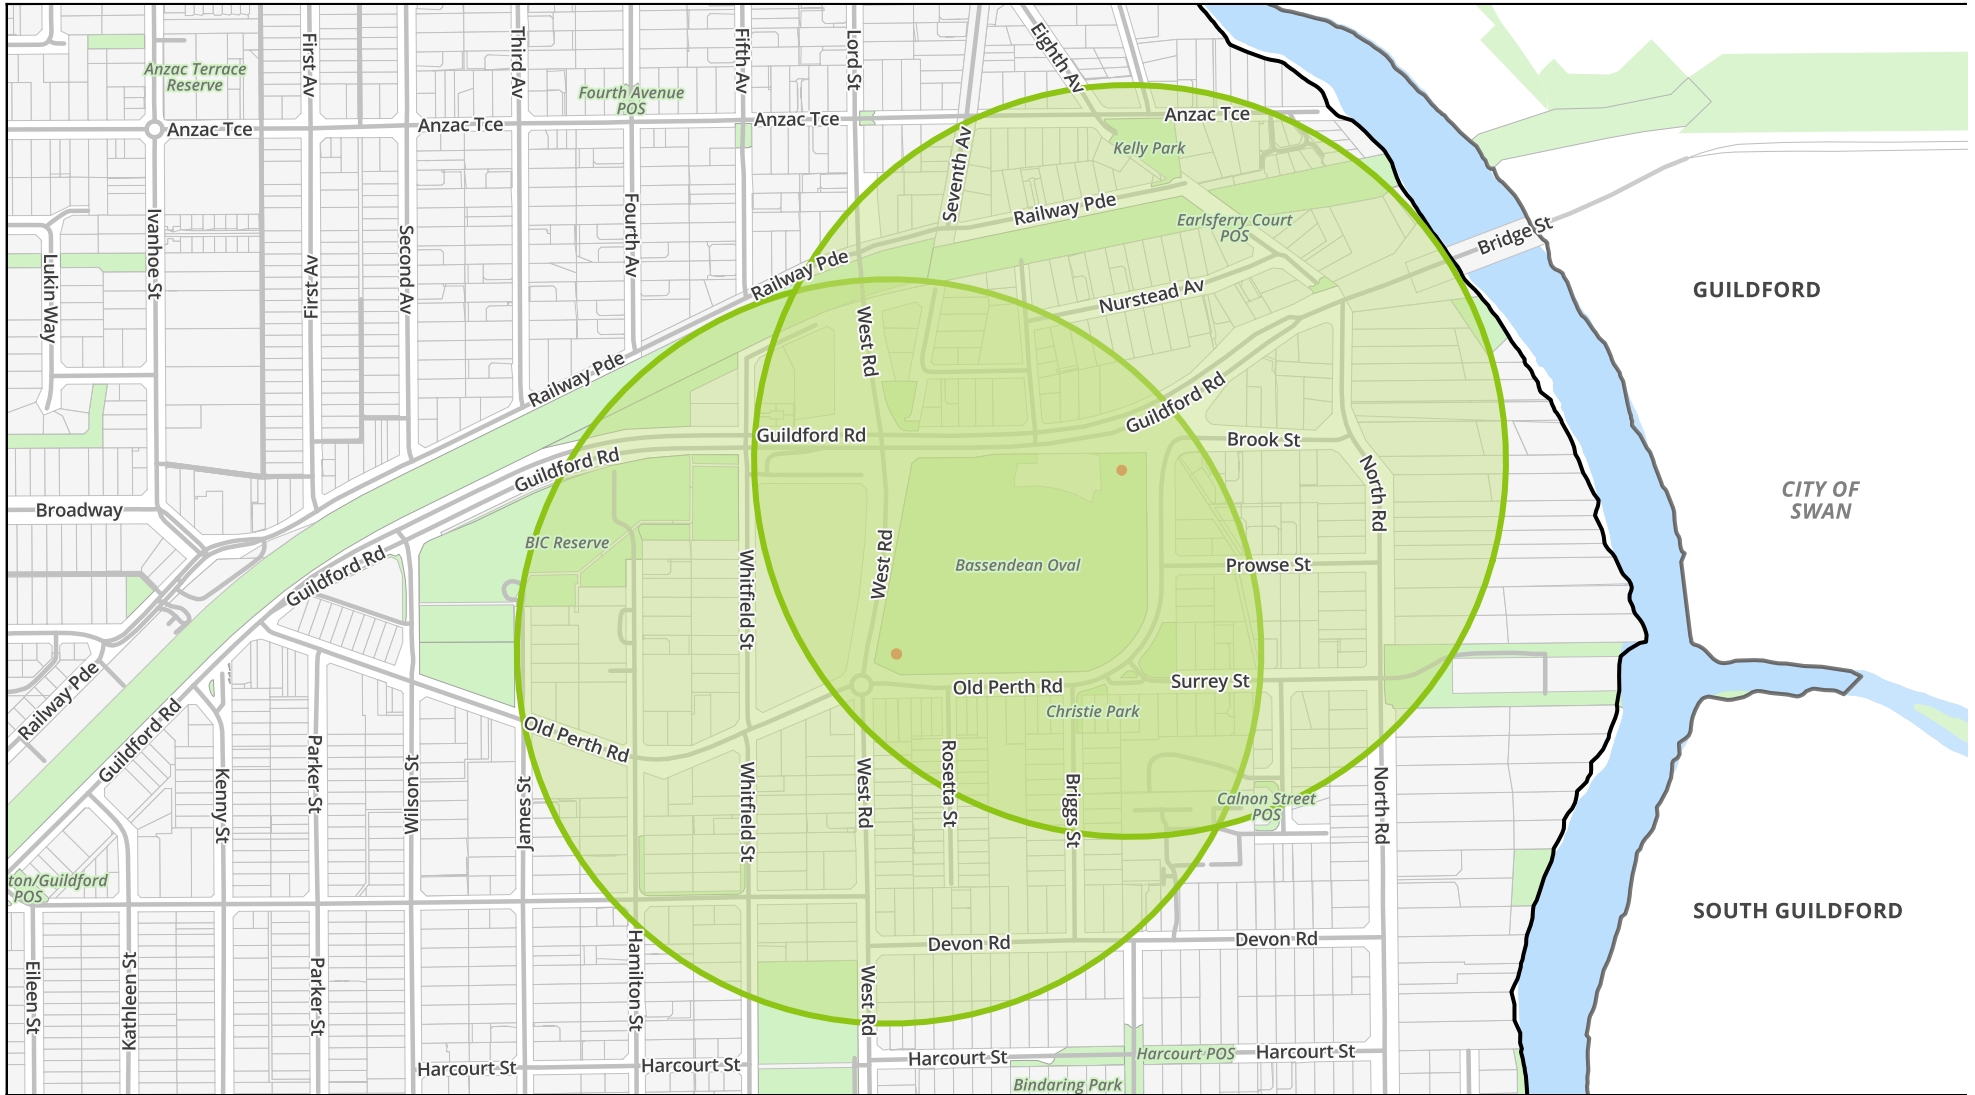 First Av
Third Av
Fifth Av
Lord St
Eighth Av
Anzac Terrace
Reserve
Fourth Avenue
POS
Anzac Tce
Anzac Tce
Anzac Tce
Anzac Tce
Kelly Park
Seventh Av
Ivanhoe St
Fourth Av
Second Av
Railway Pde
Earlsferry Court
POS
Bridge St
Lukin Way
First Av
Railway Pde
Nurstead Av
GUILDFORD
West Rd
Railway Pde
Guildford Rd
Guildford Rd
Brook St
Guildford Rd
North Rd
CITY OF
SWAN
Broadway
BIC Reserve
West Rd
Bassendean Oval
Prowse St
Guildford Rd
Whitfield St
Railway Pde
Old Perth Rd
Surrey St
Christie Park
Guildford Rd
Old Perth Rd
Kenny St
Parker St
Wilson St
James St
Whitfield St
West Rd
Rosetta St
Briggs St
Calnon Street
POS
North Rd
ton/Guildford
POS
SOUTH GUILDFORD
Eileen St
Kathleen St
Parker St
Hamilton St
West Rd
Devon Rd
Devon Rd
Harcourt St
Harcourt St
Harcourt St
Harcourt POS
Harcourt St
Bindaring Park